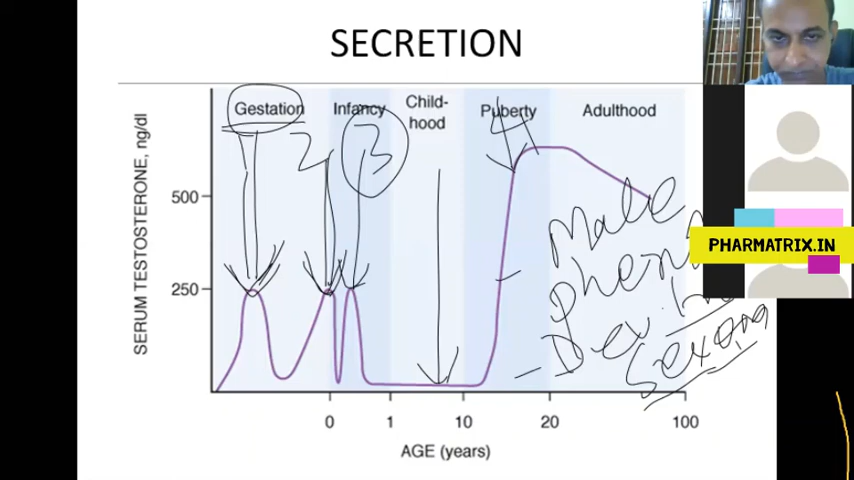 SECRETION
Gestation
Infancy
Child-
hood
Puberty
Adulthood
2
3
4
SERUM TESTOSTERONE, ng/dl
500
250
Male
PHARMATRIX.IN
0
1
10
20
100
AGE (years)